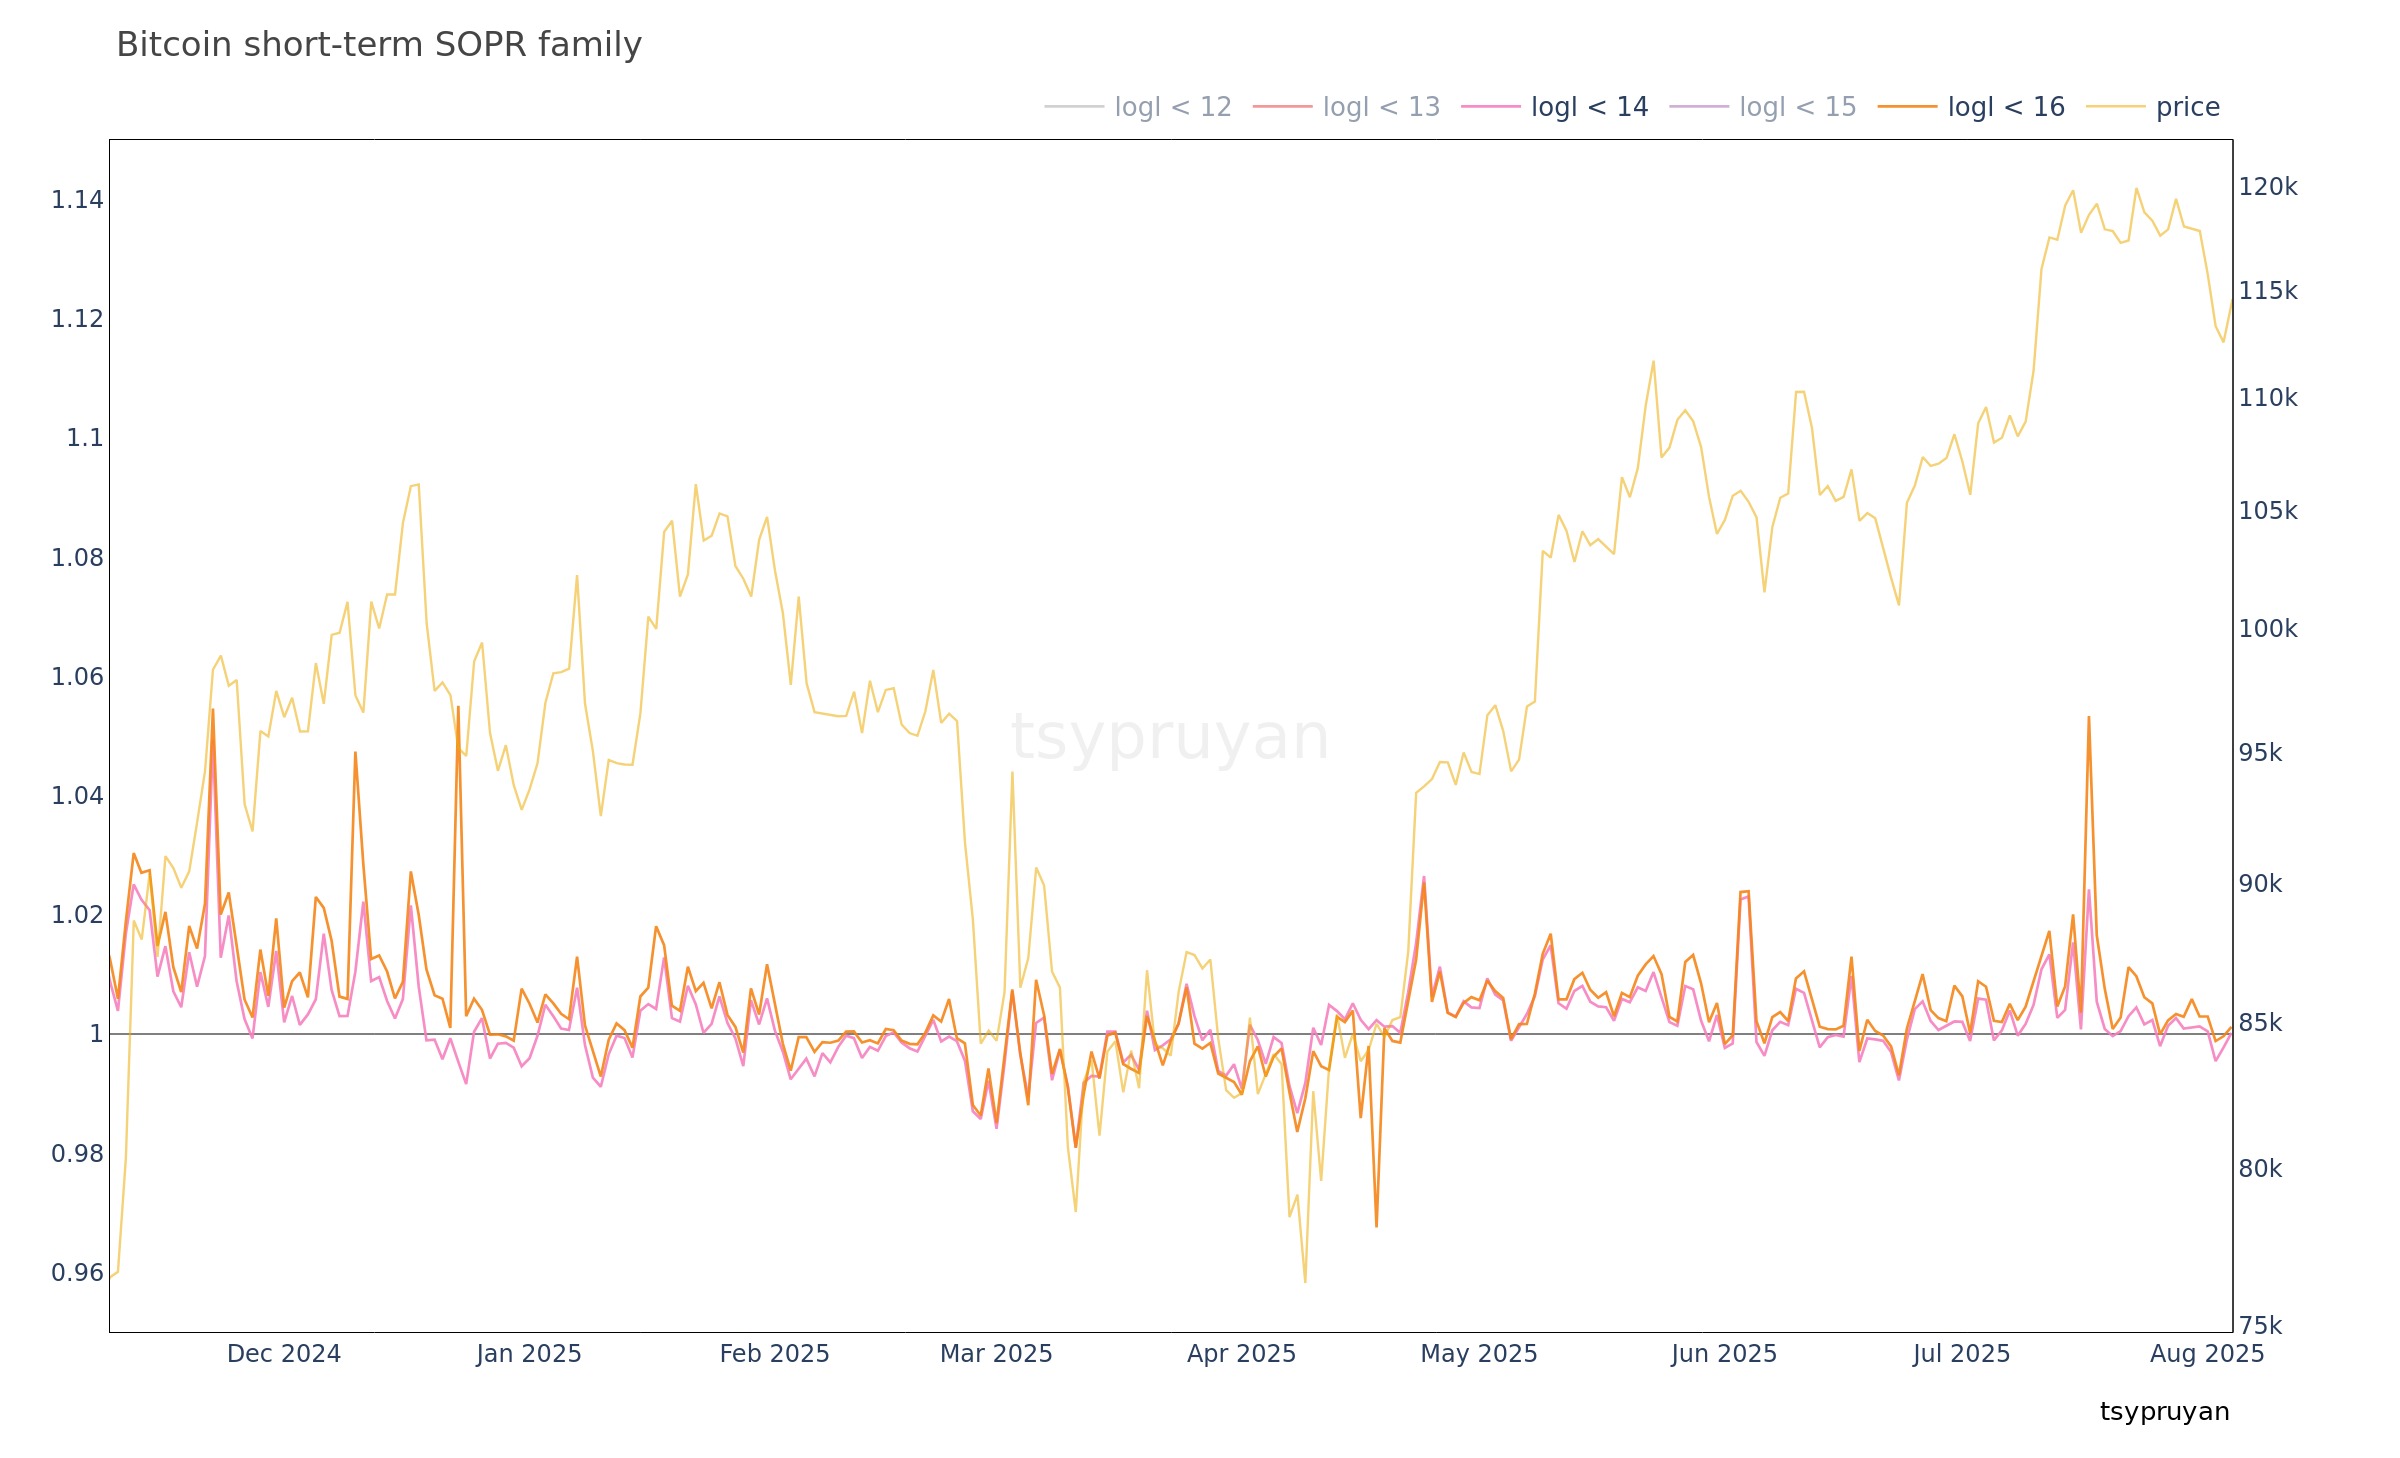 Bitcoin short-term SOPR family
logl < 12 logl < 13 logl < 14 logl < 15 logl < 16 price
1.14 120k
1.12 115k
1.1 110k
1.08 105k
1.06 100k
tsypruyan
1.04 95k
1.02 90k
1 85k
0.98 80k
0.96 75k
Dec 2024 Jan 2025 Feb 2025 Mar 2025 Apr 2025 May 2025 Jun 2025 Jul 2025 Aug 2025
tsypruyan